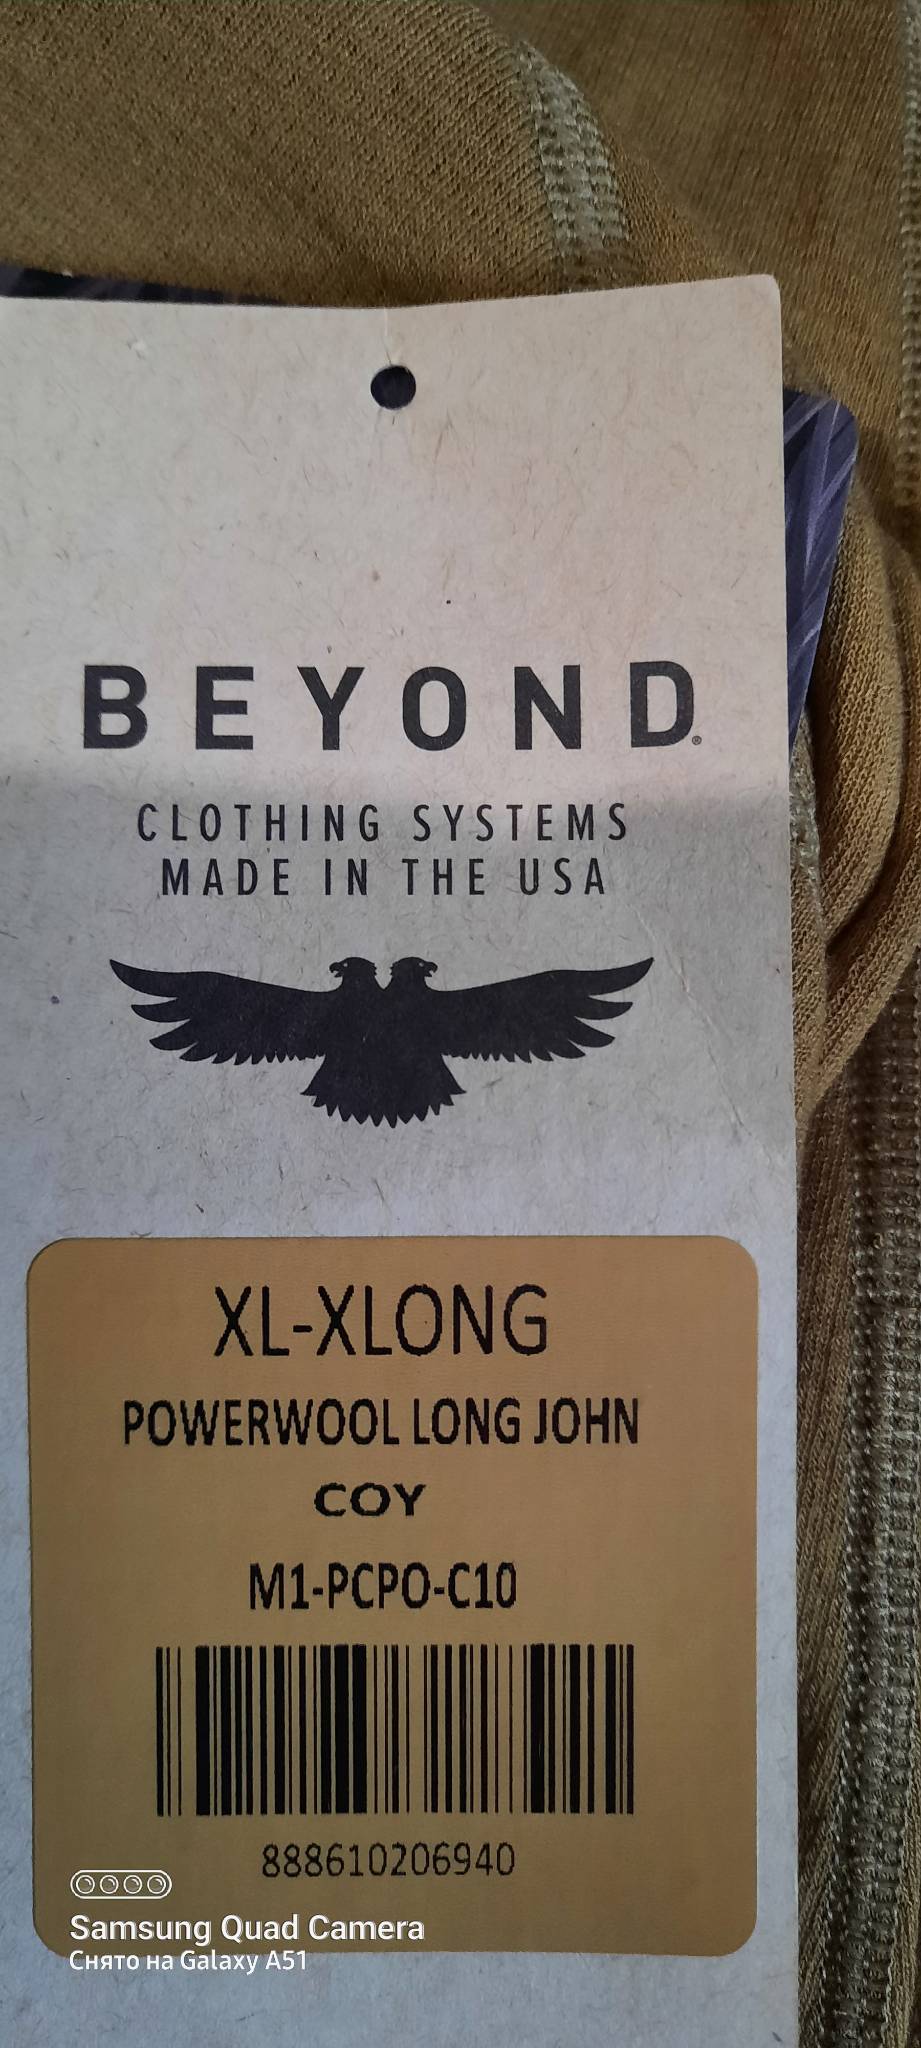 BEYOND®
CLOTHING SYSTEMS
MADE IN THE USA
XL-XLONG
POWERWOOL LONG JOHN
COY
M1-PCPO-C10
888610206940
Samsung Quad Camera
Снято на Galaxy A51